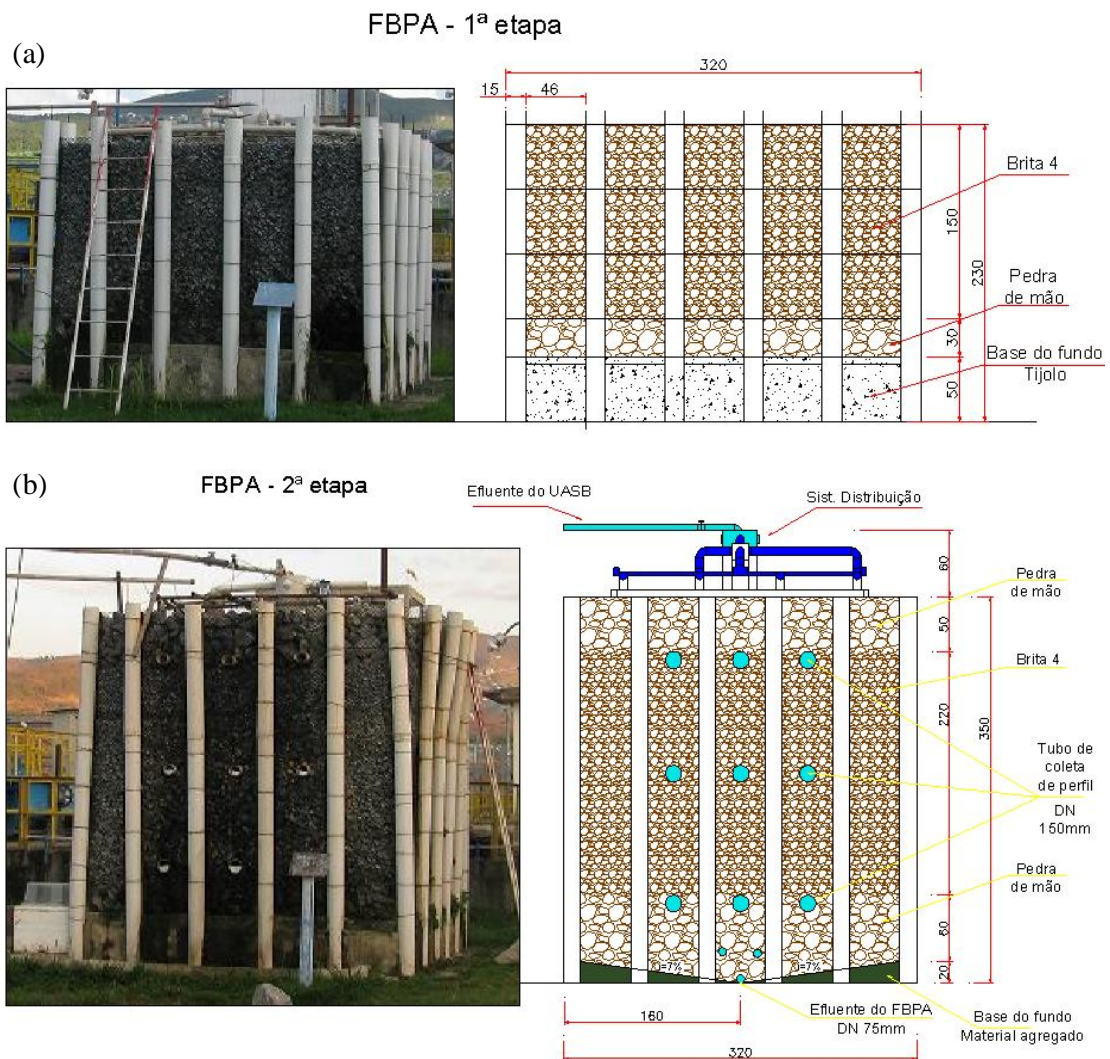 FBPA - 1ª etapa
(a)
320
15
46
Brita 4
150
230
Pedra
de mão
30
Base do fundo
Tijolo
50
(b)
FBPA - 2ª etapa
Efluente do UASB
Sist. Distribuição
60
Pedra
de mão
50
Brita 4
220
350
Tubo de
coleta
de perfil
DN
150mm
Pedra
de mão
60
i=7%
i=7%
20
Efluente do FBPA
DN 75mm
160
Base do fundo
Material agregado
320